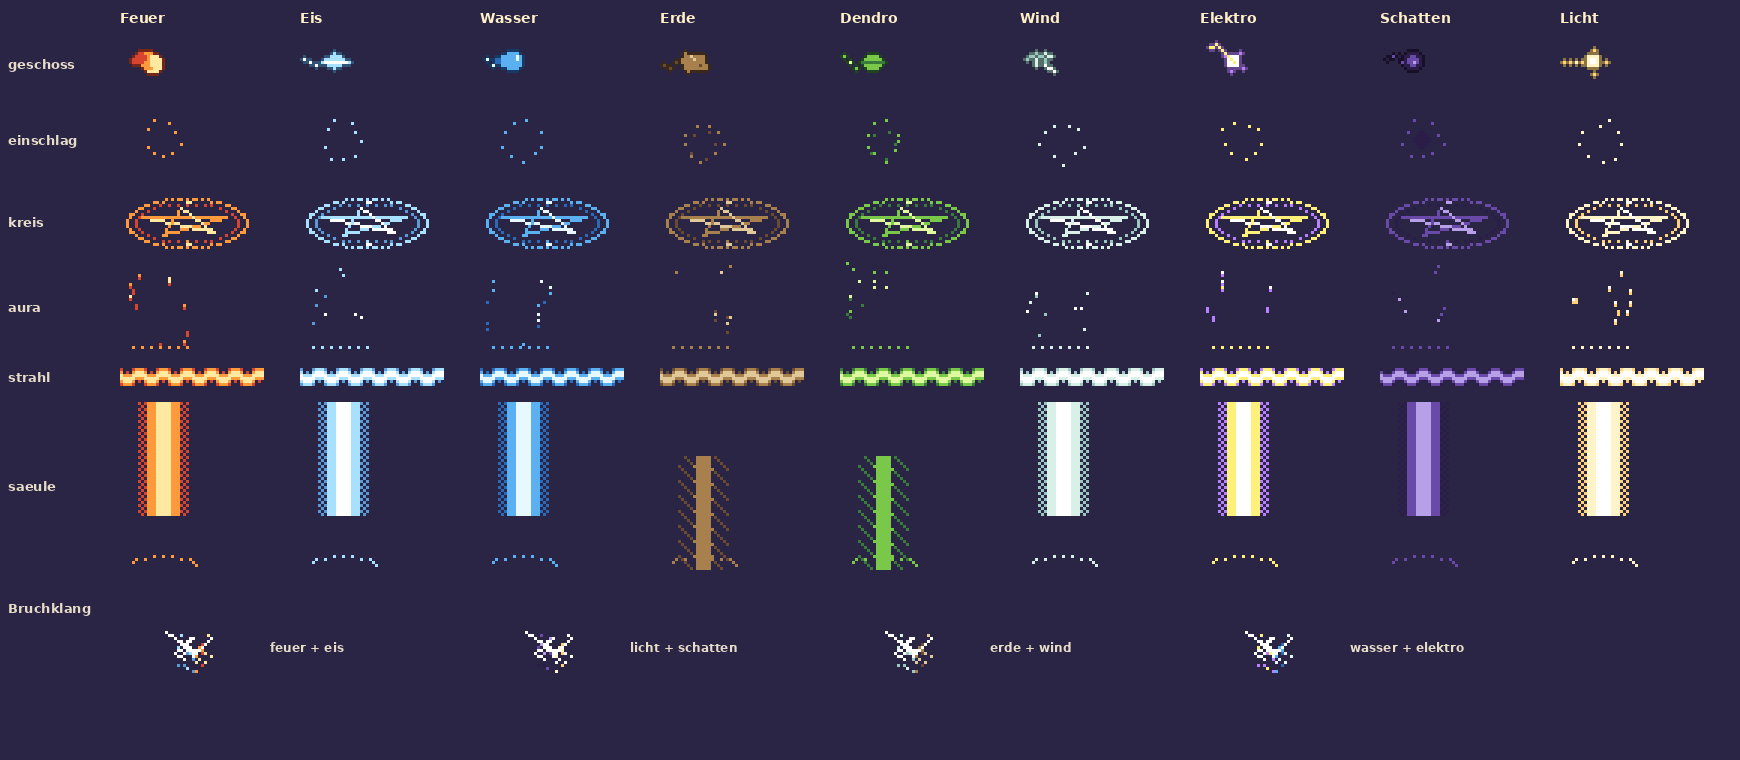 Feuer Eis Wasser Erde Dendro Wind Elektro Schatten Licht
geschoss
einschlag
kreis
aura
strahl
saeule
Bruchklang
feuer + eis licht + schatten erde + wind wasser + elektro